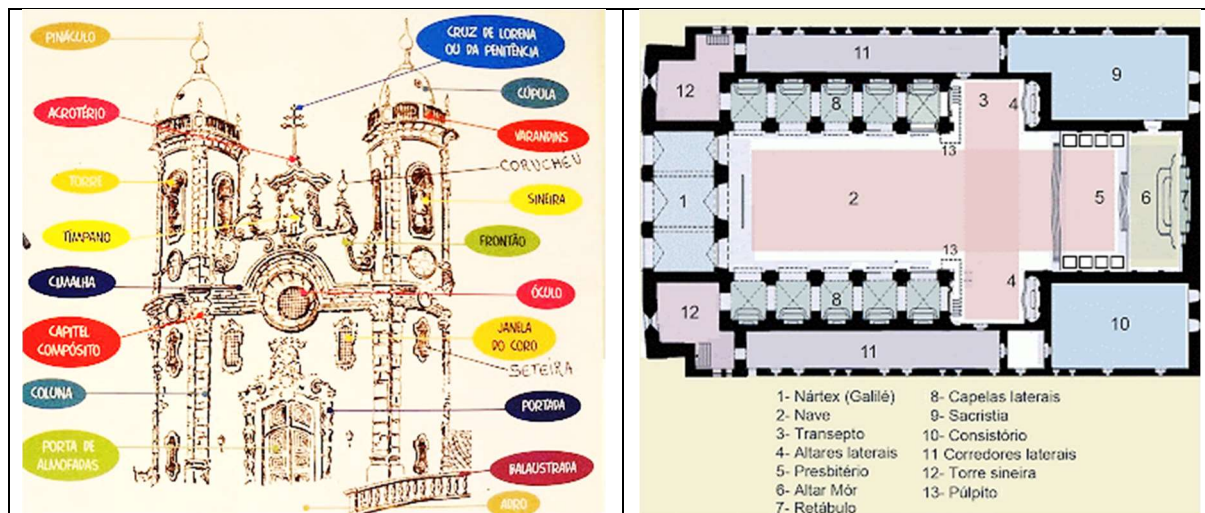 PINÁCULO
CRUZ DE LORENA
OU DA PENITÊNCIA
CÚPULA
ACROTÉRIO
VARANDINS
CORUCHEU
TORRE
SINEIRA
TÍMPANO
FRONTÃO
CIMALHA
ÓCULO
CAPITEL
COMPÓSITO
JANELA
DO CORO
SETEIRA
COLUNA
PORTADA
PORTA DE
ALMOFADAS
BALAUSTRADA
ADRO
11
9
12
8
3
4
13
1
2
5
6
7
13
4
8
12
10
11
1- Nártex (Galilé)
2- Nave
3- Transepto
4- Altares laterais
5- Presbitério
6- Altar Mór
7- Retábulo
8- Capelas laterais
9- Sacristia
10- Consistório
11 Corredores laterais
12- Torre sineira
13- Púlpito